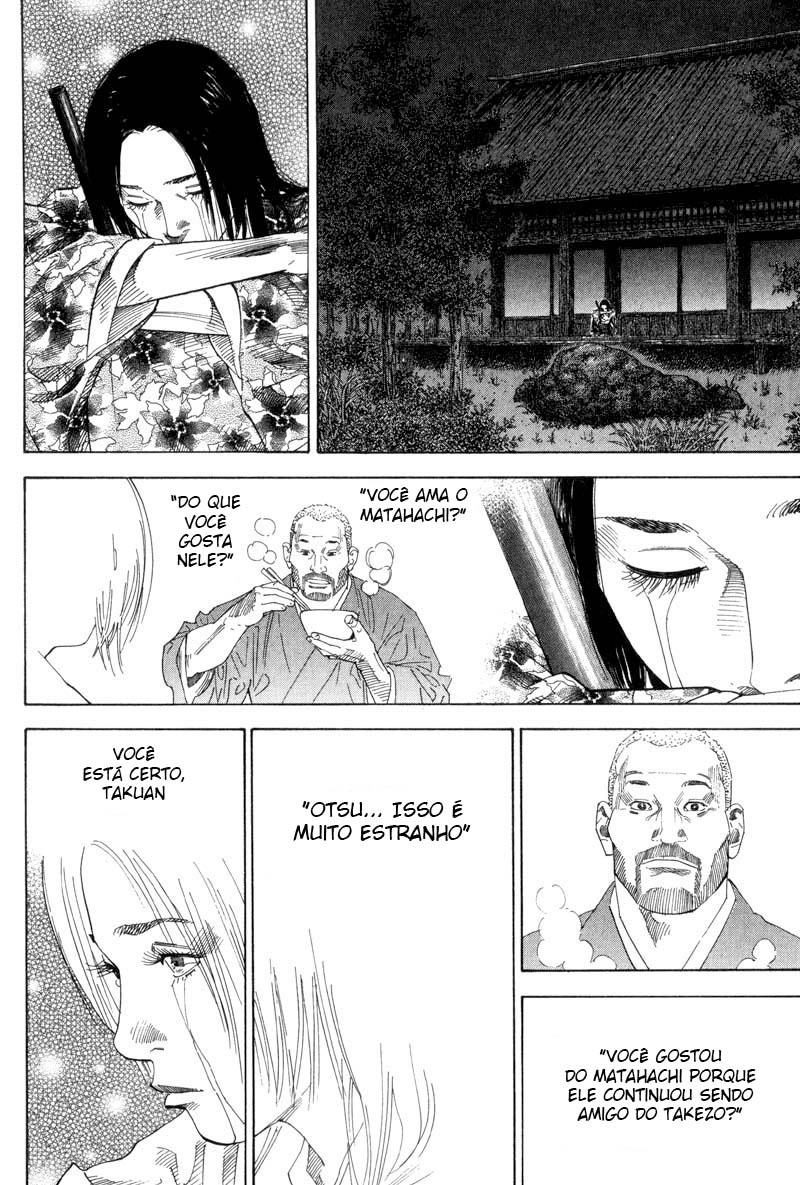 "VOCÊ AMA O
MATAHACHI?"
"DO QUE
VOCÊ
GOSTA
NELE?"
"VOCÊ GOSTOU
DO MATAHACHI PORQUE
ELE CONTINUOU SENDO
AMIGO DO TAKEZO?"
"OTSU... ISSO É
MUITO ESTRANHO"
VOCÊ
ESTÁ CERTO,
TAKUAN